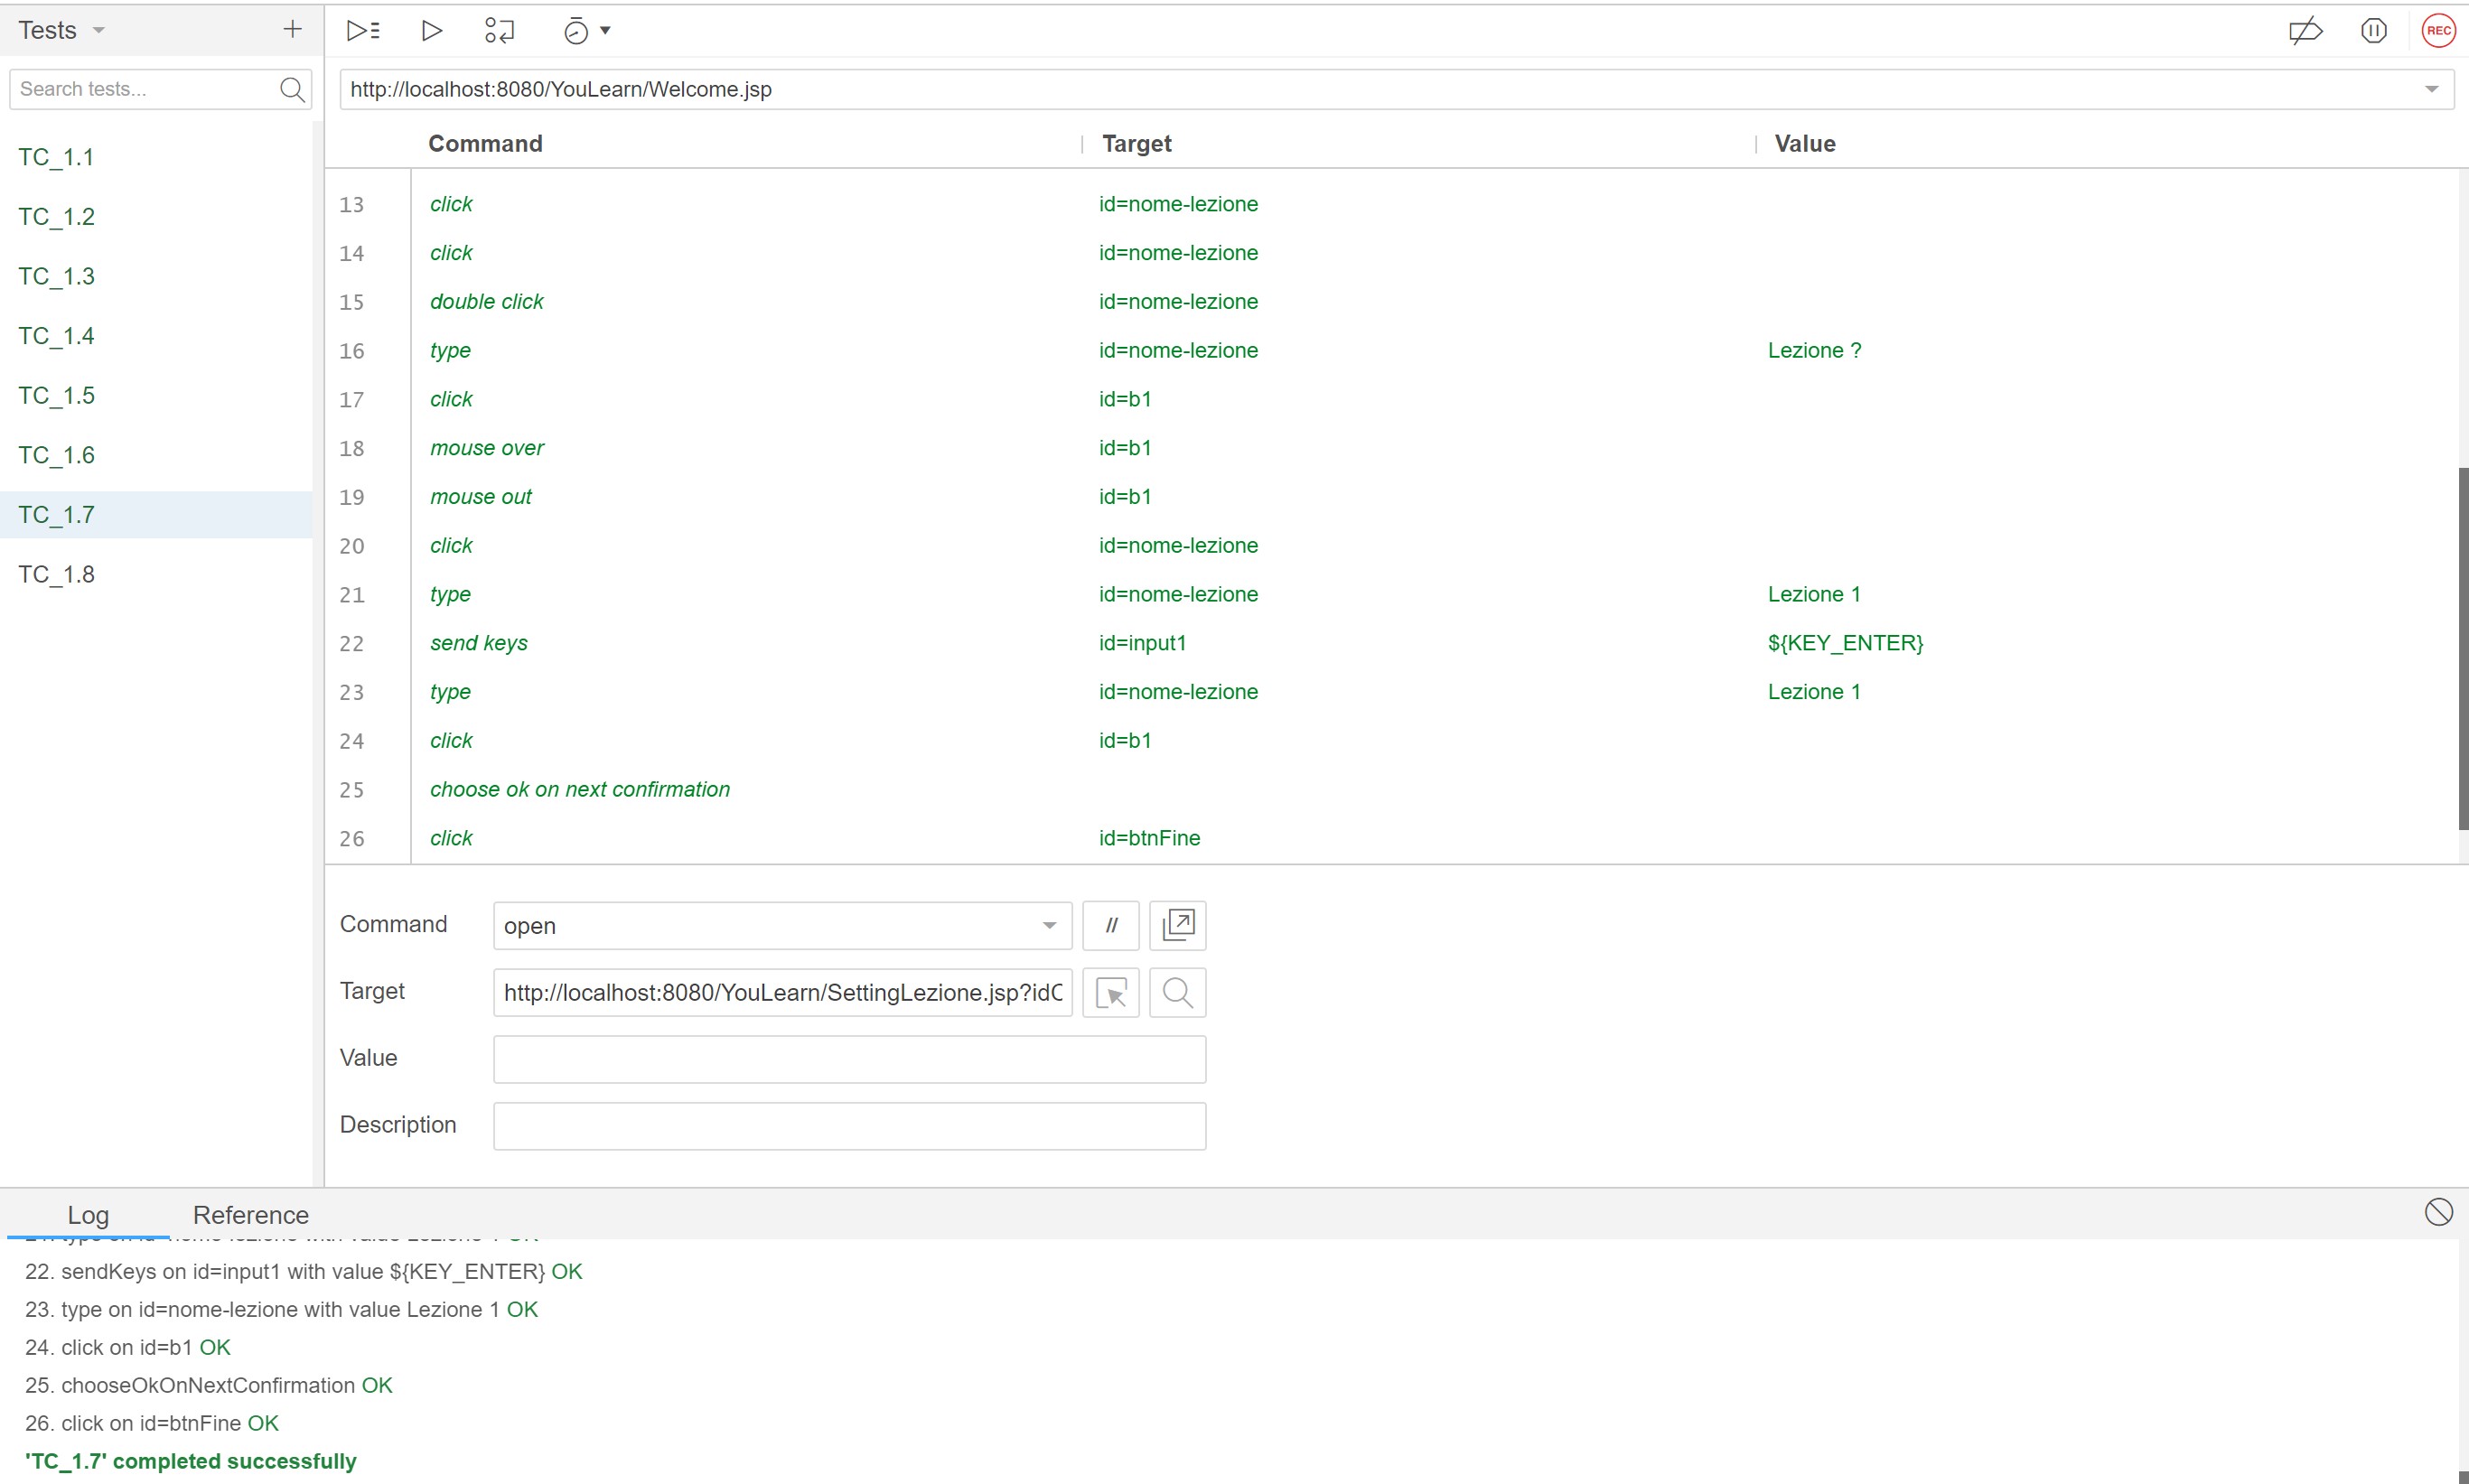 Tests
REC
Search tests...
http://localhost:8080/YouLearn/Welcome.jsp
TC_1.1
TC_1.2
TC_1.3
TC_1.4
TC_1.5
TC_1.6
TC_1.7
TC_1.8
Command Target Value
13 click id=nome-lezione
14 click id=nome-lezione
15 double click id=nome-lezione
16 type id=nome-lezione Lezione ?
17 click id=b1
18 mouse over id=b1
19 mouse out id=b1
20 click id=nome-lezione
21 type id=nome-lezione Lezione 1
22 send keys id=input1 ${KEY_ENTER}
23 type id=nome-lezione Lezione 1
24 click id=b1
25 choose ok on next confirmation
26 click id=btnFine
Command open //
Target http://localhost:8080/YouLearn/SettingLezione.jsp?idC
Value
Description
Log Reference
22. sendKeys on id=input1 with value ${KEY_ENTER} OK
23. type on id=nome-lezione with value Lezione 1 OK
24. click on id=b1 OK
25. chooseOkOnNextConfirmation OK
26. click on id=btnFine OK
'TC_1.7' completed successfully